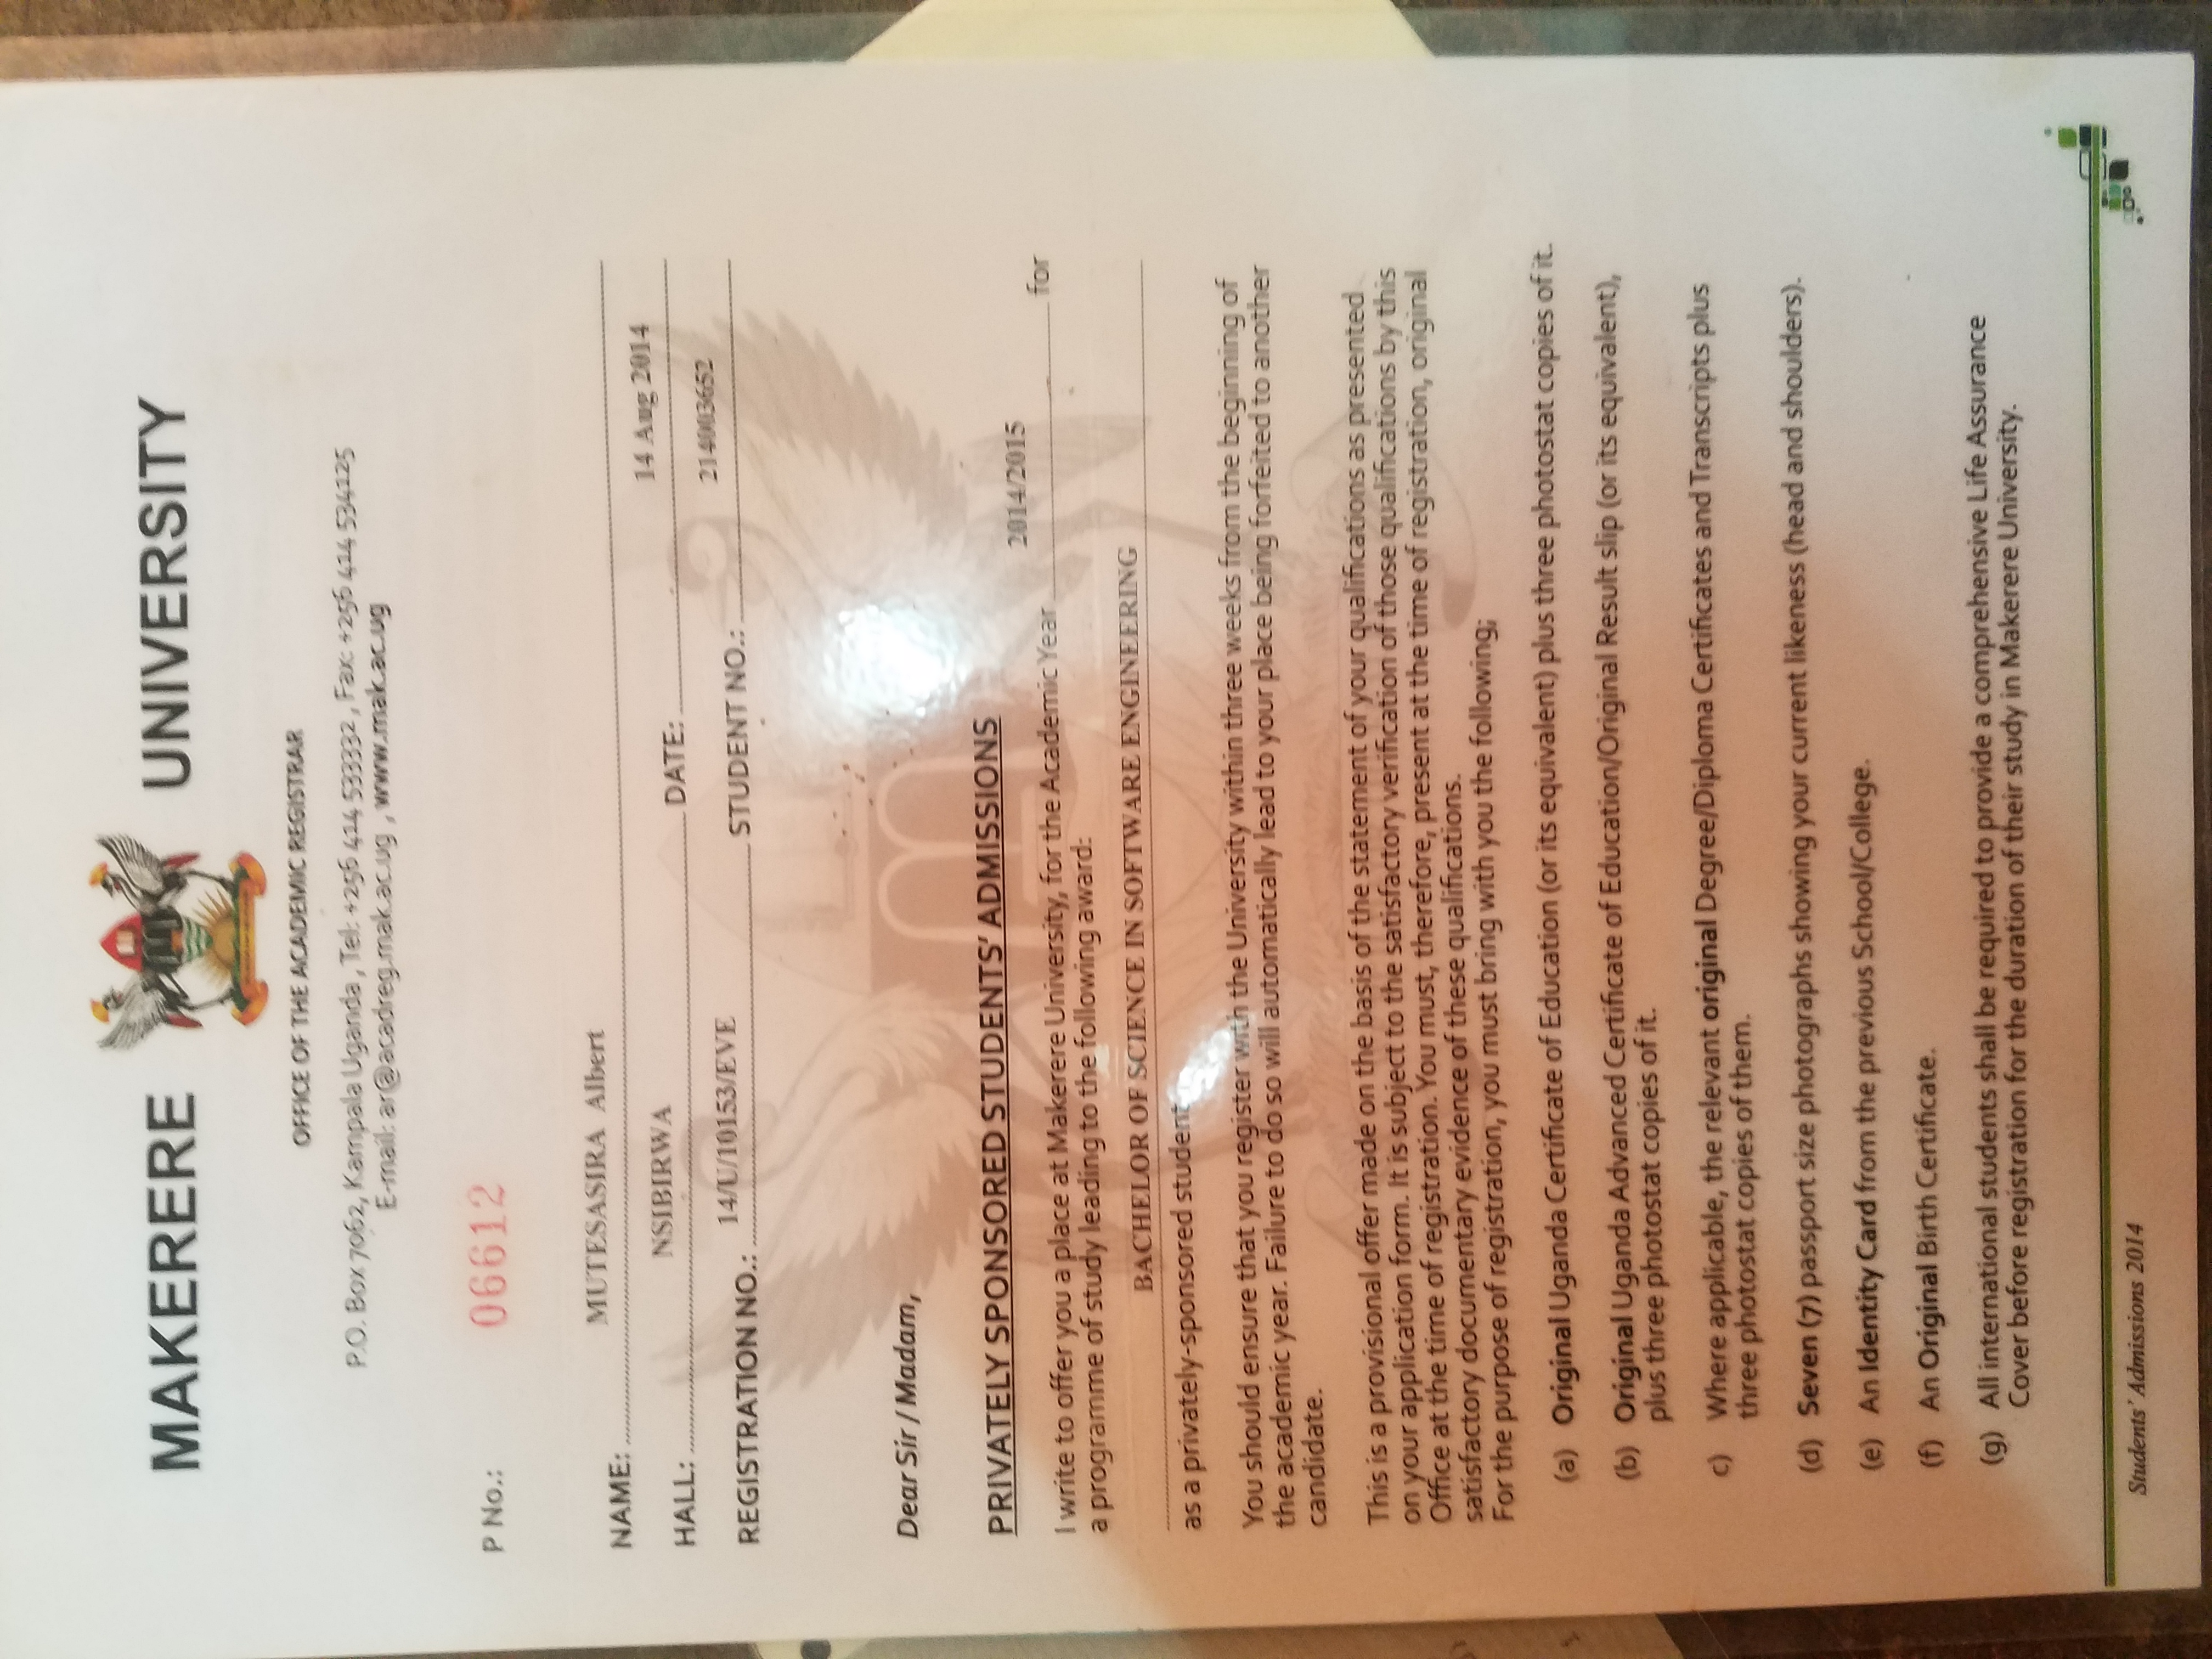 MAKERERE UNIVERSITY
OFFICE OF THE ACADEMIC REGISTRAR
P.O. Box 7062, Kampala Uganda , Tel: +256 414 533332 , Fax: +256 414 534125
E-mail: ar@acadreg.mak.ac.ug , www.mak.ac.ug
P No.: 06612
NAME: MUTESASIRA Albert
HALL: NSIBIRWA DATE: 14 Aug 2014
REGISTRATION NO.: 14/U/10153/EVE STUDENT NO.: 214003652
Dear Sir / Madam,
PRIVATELY SPONSORED STUDENTS' ADMISSIONS
I write to offer you a place at Makerere University, for the Academic Year 2014/2015 for
a programme of study leading to the following award:
BACHELOR OF SCIENCE IN SOFTWARE ENGINEERING
as a privately-sponsored student
You should ensure that you register with the University within three weeks from the beginning of
the academic year. Failure to do so will automatically lead to your place being forfeited to another
candidate.
This is a provisional offer made on the basis of the statement of your qualifications as presented
on your application form. It is subject to the satisfactory verification of those qualifications by this
Office at the time of registration. You must, therefore, present at the time of registration, original
satisfactory documentary evidence of these qualifications.
For the purpose of registration, you must bring with you the following;
(a) Original Uganda Certificate of Education (or its equivalent) plus three photostat copies of it.
(b) Original Uganda Advanced Certificate of Education/Original Result slip (or its equivalent),
plus three photostat copies of it.
c) Where applicable, the relevant original Degree/Diploma Certificates and Transcripts plus
three photostat copies of them.
(d) Seven (7) passport size photographs showing your current likeness (head and shoulders).
(e) An Identity Card from the previous School/College.
(f) An Original Birth Certificate.
(g) All international students shall be required to provide a comprehensive Life Assurance
Cover before registration for the duration of their study in Makerere University.
Students' Admissions 2014